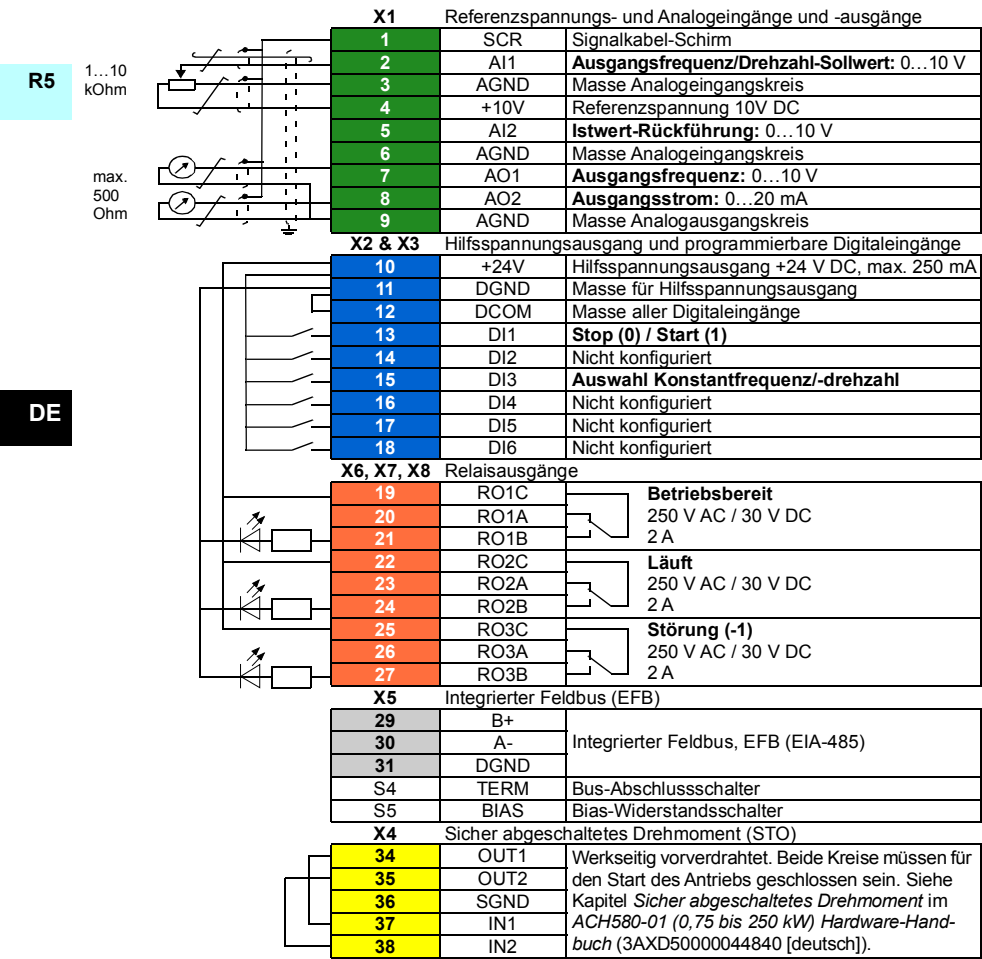 X1 Referenzspannungs- und Analogeingänge und -ausgänge
1 SCR Signalkabel-Schirm
2 AI1 Ausgangsfrequenz/Drehzahl-Sollwert: 0…10 V
3 AGND Masse Analogeingangskreis
4 +10V Referenzspannung 10V DC
5 AI2 Istwert-Rückführung: 0…10 V
6 AGND Masse Analogeingangskreis
7 AO1 Ausgangsfrequenz: 0…10 V
8 AO2 Ausgangsstrom: 0…20 mA
9 AGND Masse Analogausgangskreis
R5
1…10
kOhm
max.
500
Ohm
X2 & X3 Hilfsspannungsausgang und programmierbare Digitaleingänge
10 +24V Hilfsspannungsausgang +24 V DC, max. 250 mA
11 DGND Masse für Hilfsspannungsausgang
12 DCOM Masse aller Digitaleingänge
13 DI1 Stop (0) / Start (1)
14 DI2 Nicht konfiguriert
15 DI3 Auswahl Konstantfrequenz/-drehzahl
16 DI4 Nicht konfiguriert
17 DI5 Nicht konfiguriert
18 DI6 Nicht konfiguriert
DE
X6, X7, X8 Relaisausgänge
19 RO1C Betriebsbereit
20 RO1A 250 V AC / 30 V DC
21 RO1B 2 A
22 RO2C Läuft
23 RO2A 250 V AC / 30 V DC
24 RO2B 2 A
25 RO3C Störung (-1)
26 RO3A 250 V AC / 30 V DC
27 RO3B 2 A
X5 Integrierter Feldbus (EFB)
29 B+
30 A- Integrierter Feldbus, EFB (EIA-485)
31 DGND
S4 TERM Bus-Abschlussschalter
S5 BIAS Bias-Widerstandsschalter
X4 Sicher abgeschaltetes Drehmoment (STO)
34 OUT1 Werkseitig vorverdrahtet. Beide Kreise müssen für
35 OUT2 den Start des Antriebs geschlossen sein. Siehe
36 SGND Kapitel Sicher abgeschaltetes Drehmoment im
37 IN1 ACH580-01 (0,75 bis 250 kW) Hardware-Hand-
38 IN2 buch (3AXD50000044840 [deutsch]).